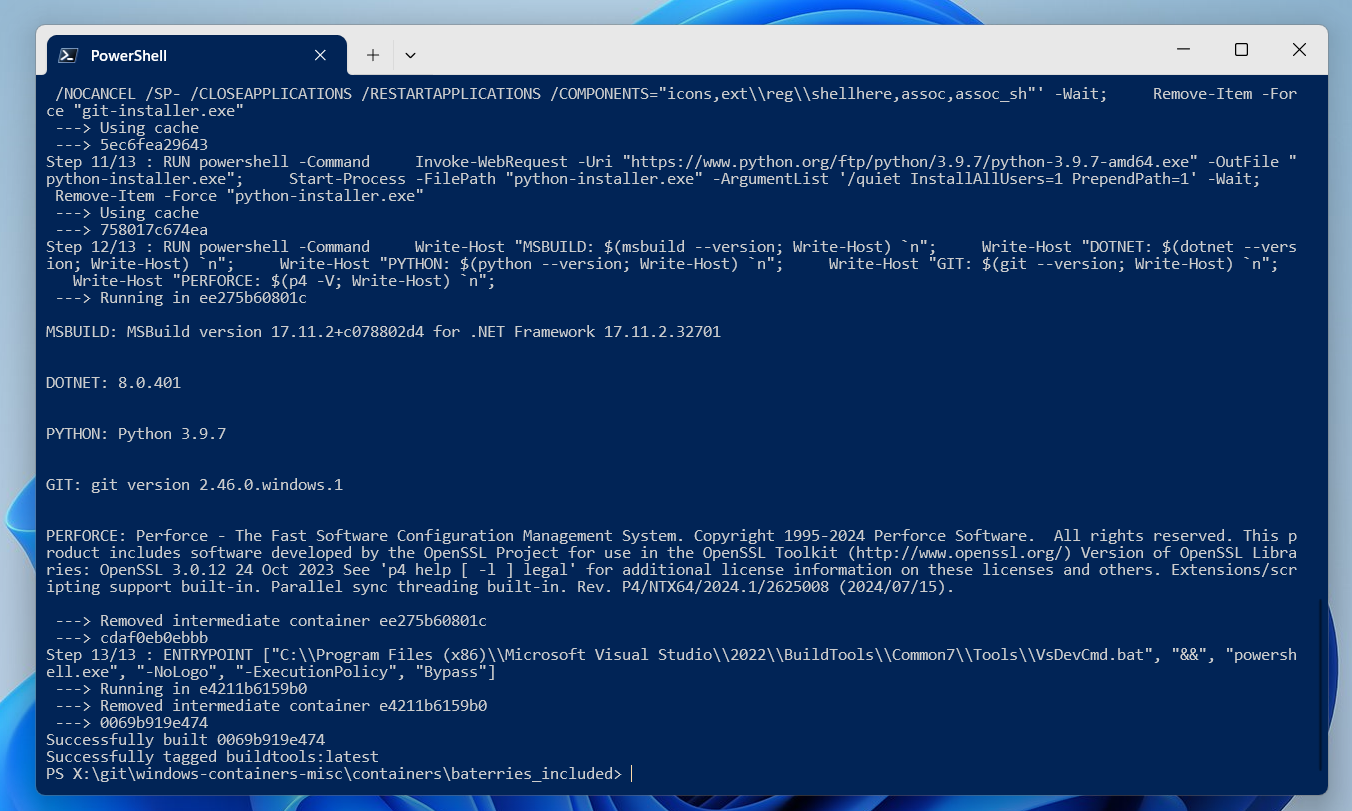 PowerShell
/NOCANCEL /SP- /CLOSEAPPLICATIONS /RESTARTAPPLICATIONS /COMPONENTS="icons,ext\\reg\\shellhere,assoc,assoc_sh"' -Wait;     Remove-Item -For
ce "git-installer.exe"
 ---> Using cache
 ---> 5ec6fea29643
Step 11/13 : RUN powershell -Command     Invoke-WebRequest -Uri "https://www.python.org/ftp/python/3.9.7/python-3.9.7-amd64.exe" -OutFile "
python-installer.exe";     Start-Process -FilePath "python-installer.exe" -ArgumentList '/quiet InstallAllUsers=1 PrependPath=1' -Wait;
 Remove-Item -Force "python-installer.exe"
 ---> Using cache
 ---> 758017c674ea
Step 12/13 : RUN powershell -Command     Write-Host "MSBUILD: $(msbuild --version; Write-Host) `n";     Write-Host "DOTNET: $(dotnet --vers
ion; Write-Host) `n";     Write-Host "PYTHON: $(python --version; Write-Host) `n";     Write-Host "GIT: $(git --version; Write-Host) `n";
   Write-Host "PERFORCE: $(p4 -V; Write-Host) `n";
 ---> Running in ee275b60801c
MSBUILD: MSBuild version 17.11.2+c078802d4 for .NET Framework 17.11.2.32701
DOTNET: 8.0.401
PYTHON: Python 3.9.7
GIT: git version 2.46.0.windows.1
PERFORCE: Perforce - The Fast Software Configuration Management System. Copyright 1995-2024 Perforce Software.  All rights reserved. This p
roduct includes software developed by the OpenSSL Project for use in the OpenSSL Toolkit (http://www.openssl.org/) Version of OpenSSL Libra
ries: OpenSSL 3.0.12 24 Oct 2023 See 'p4 help [ -l ] legal' for additional license information on these licenses and others. Extensions/scr
ipting support built-in. Parallel sync threading built-in. Rev. P4/NTX64/2024.1/2625008 (2024/07/15).
 ---> Removed intermediate container ee275b60801c
 ---> cdaf0eb0ebbb
Step 13/13 : ENTRYPOINT ["C:\\Program Files (x86)\\Microsoft Visual Studio\\2022\\BuildTools\\Common7\\Tools\\VsDevCmd.bat", "&&", "powersh
ell.exe", "-NoLogo", "-ExecutionPolicy", "Bypass"]
 ---> Running in e4211b6159b0
 ---> Removed intermediate container e4211b6159b0
 ---> 0069b919e474
Successfully built 0069b919e474
Successfully tagged buildtools:latest
PS X:\git\windows-containers-misc\containers\baterries_included>